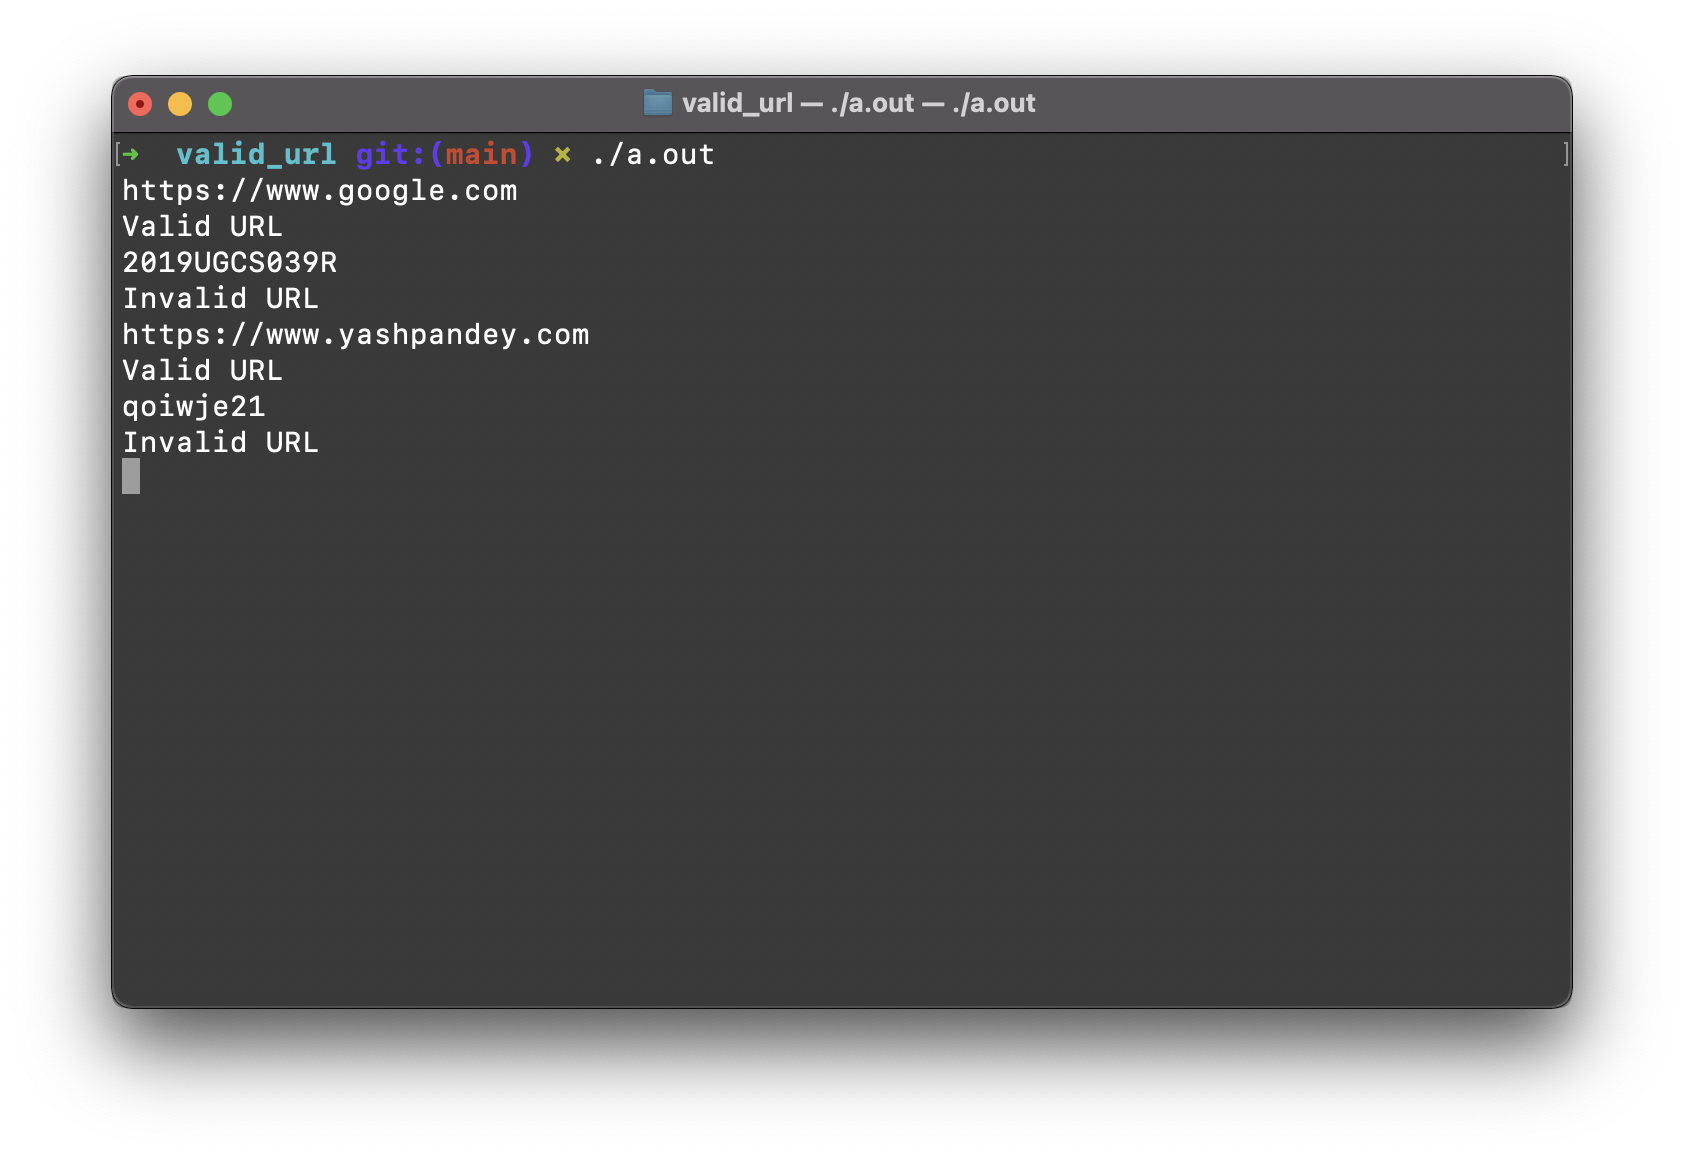 valid_url — ./a.out — ./a.out
[➜  valid_url git:(main) ✗ ./a.out ]
https://www.google.com
Valid URL
2019UGCS039R
Invalid URL
https://www.yashpandey.com
Valid URL
qoiwje21
Invalid URL